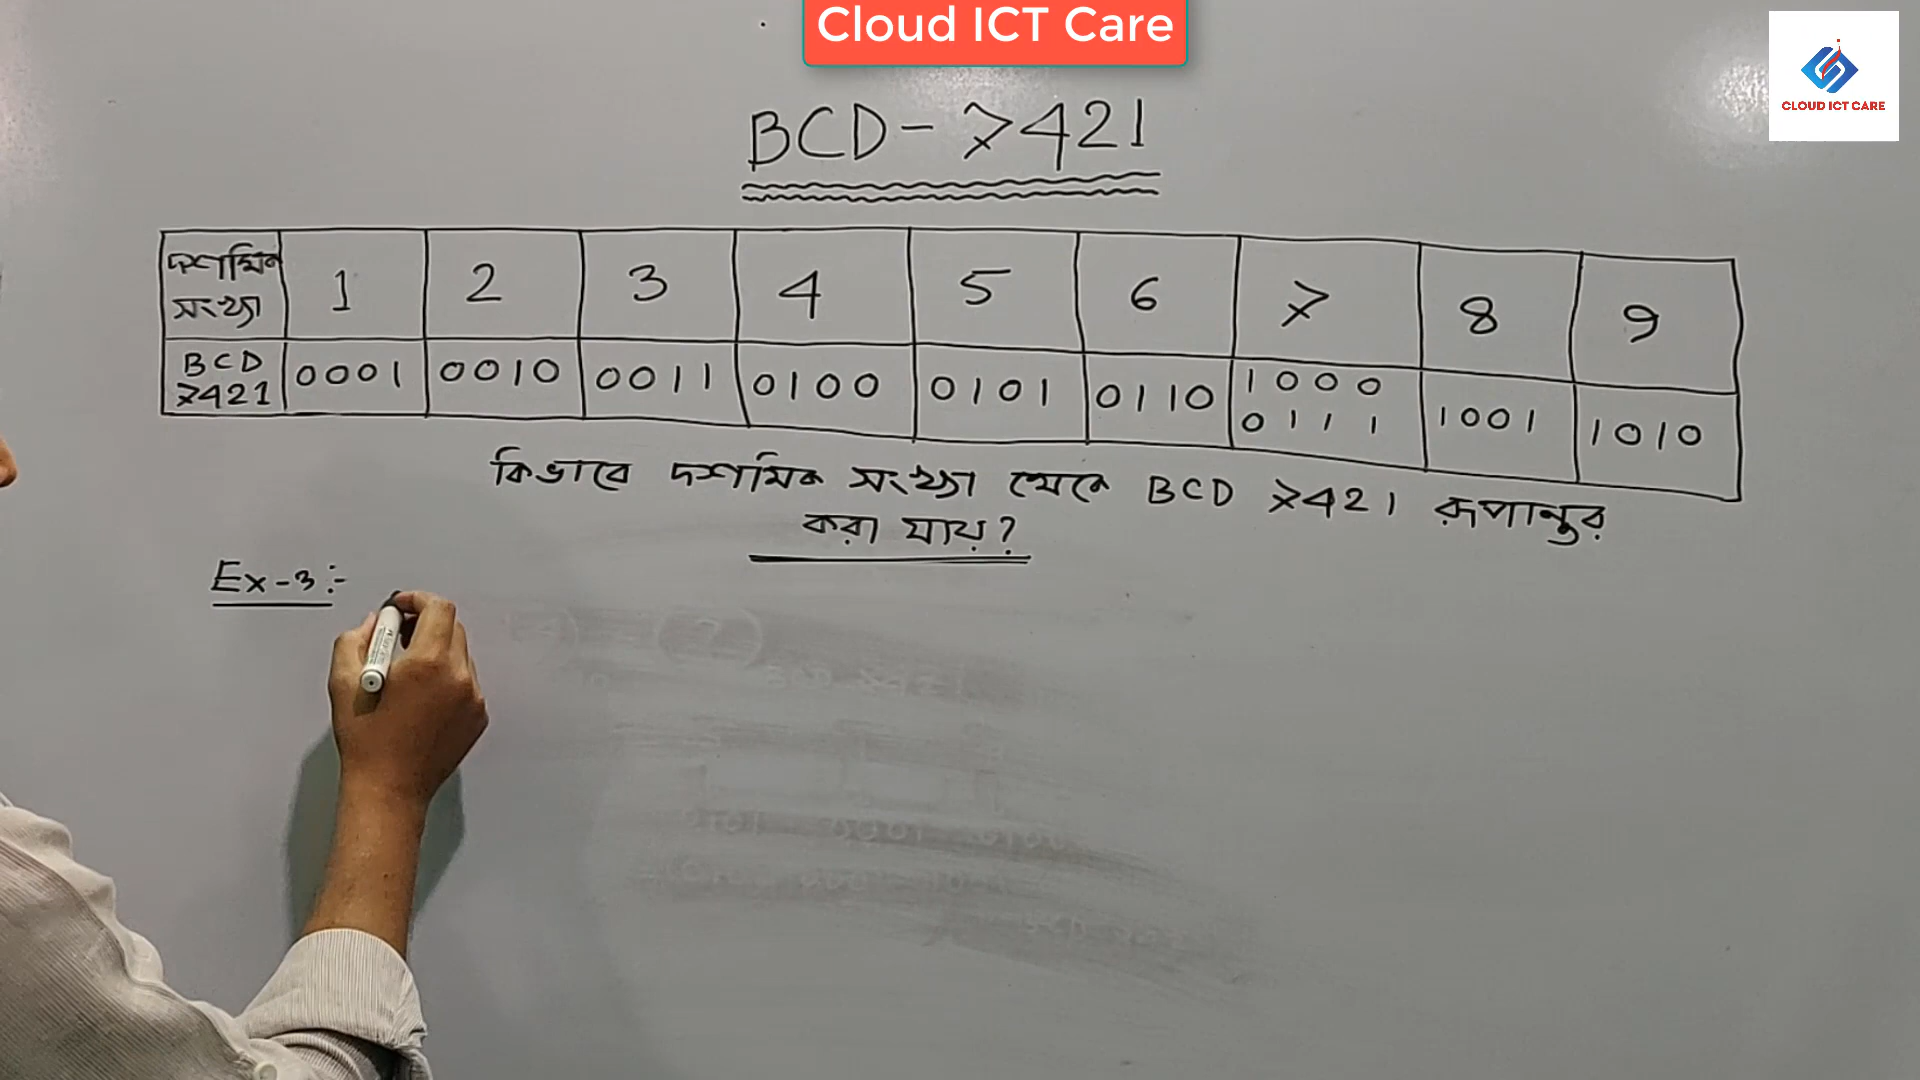 Cloud ICT Care
CLOUD ICT CARE
BCD - 7421
দশমিক সংখ্যা 1 2 3 4 5 6 7 8 9
BCD 7421 0001 0010 0011 0100 0101 0110 1000 0111 1001 1010
কিভাবে দশমিক সংখ্যা থেকে BCD 7421 রূপান্তর
করা যায়?
Ex-3:-